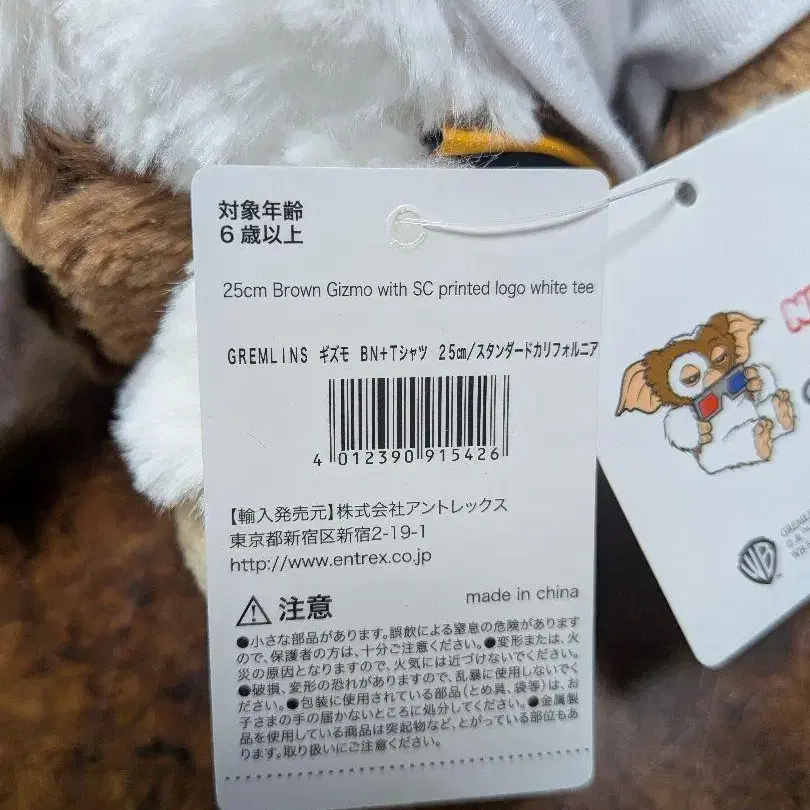 対象年齢
6歳以上
25cm Brown Gizmo with SC printed logo white tee
GREMLINS ギズモ BN+Tシャツ 25㎝/スタンダードカリフォルニア
4 012390 915426
【輸入発売元】株式会社アントレックス
東京都新宿区新宿2-19-1
http://www.entrex.co.jp
made in china
⚠注意
●小さな部品があります。誤飲による窒息の危険があります
ので、保護者の方は、十分ご注意ください。●変形または、火
災の原因となりますので、火気には近づけないでください。
●破損、変形の恐れがありますので、乱暴に使用しないでく
ださい。●包装に使用されている部品(とめ具、袋等)は、お
子さまの手の届かないところに処分してください。●金属製
品を使用している商品は突起物など、とがっている部位もあ
ります。取り扱いにご注意ください。
WB